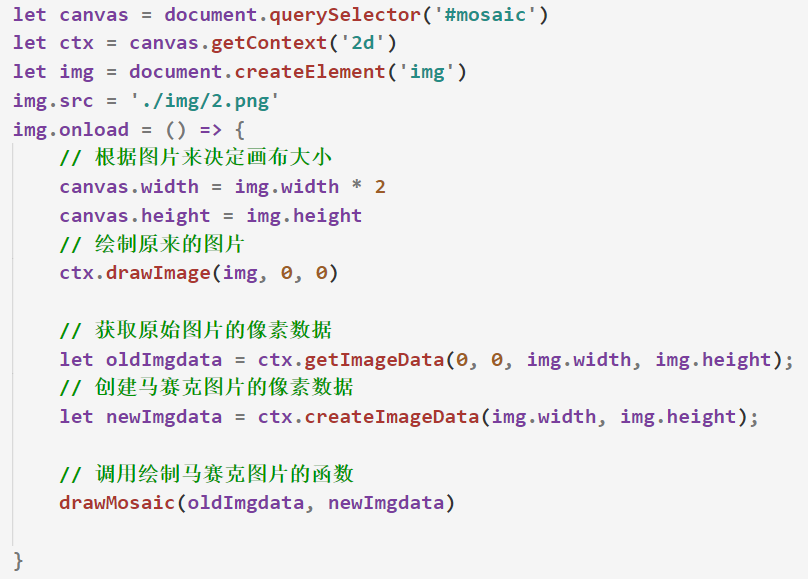 let canvas = document.querySelector('#mosaic')
let ctx = canvas.getContext('2d')
let img = document.createElement('img')
img.src = './img/2.png'
img.onload = () => {
    // 根据图片来决定画布大小
    canvas.width = img.width * 2
    canvas.height = img.height
    // 绘制原来的图片
    ctx.drawImage(img, 0, 0)
    // 获取原始图片的像素数据
    let oldImgdata = ctx.getImageData(0, 0, img.width, img.height);
    // 创建马赛克图片的像素数据
    let newImgdata = ctx.createImageData(img.width, img.height);
    // 调用绘制马赛克图片的函数
    drawMosaic(oldImgdata, newImgdata)
}